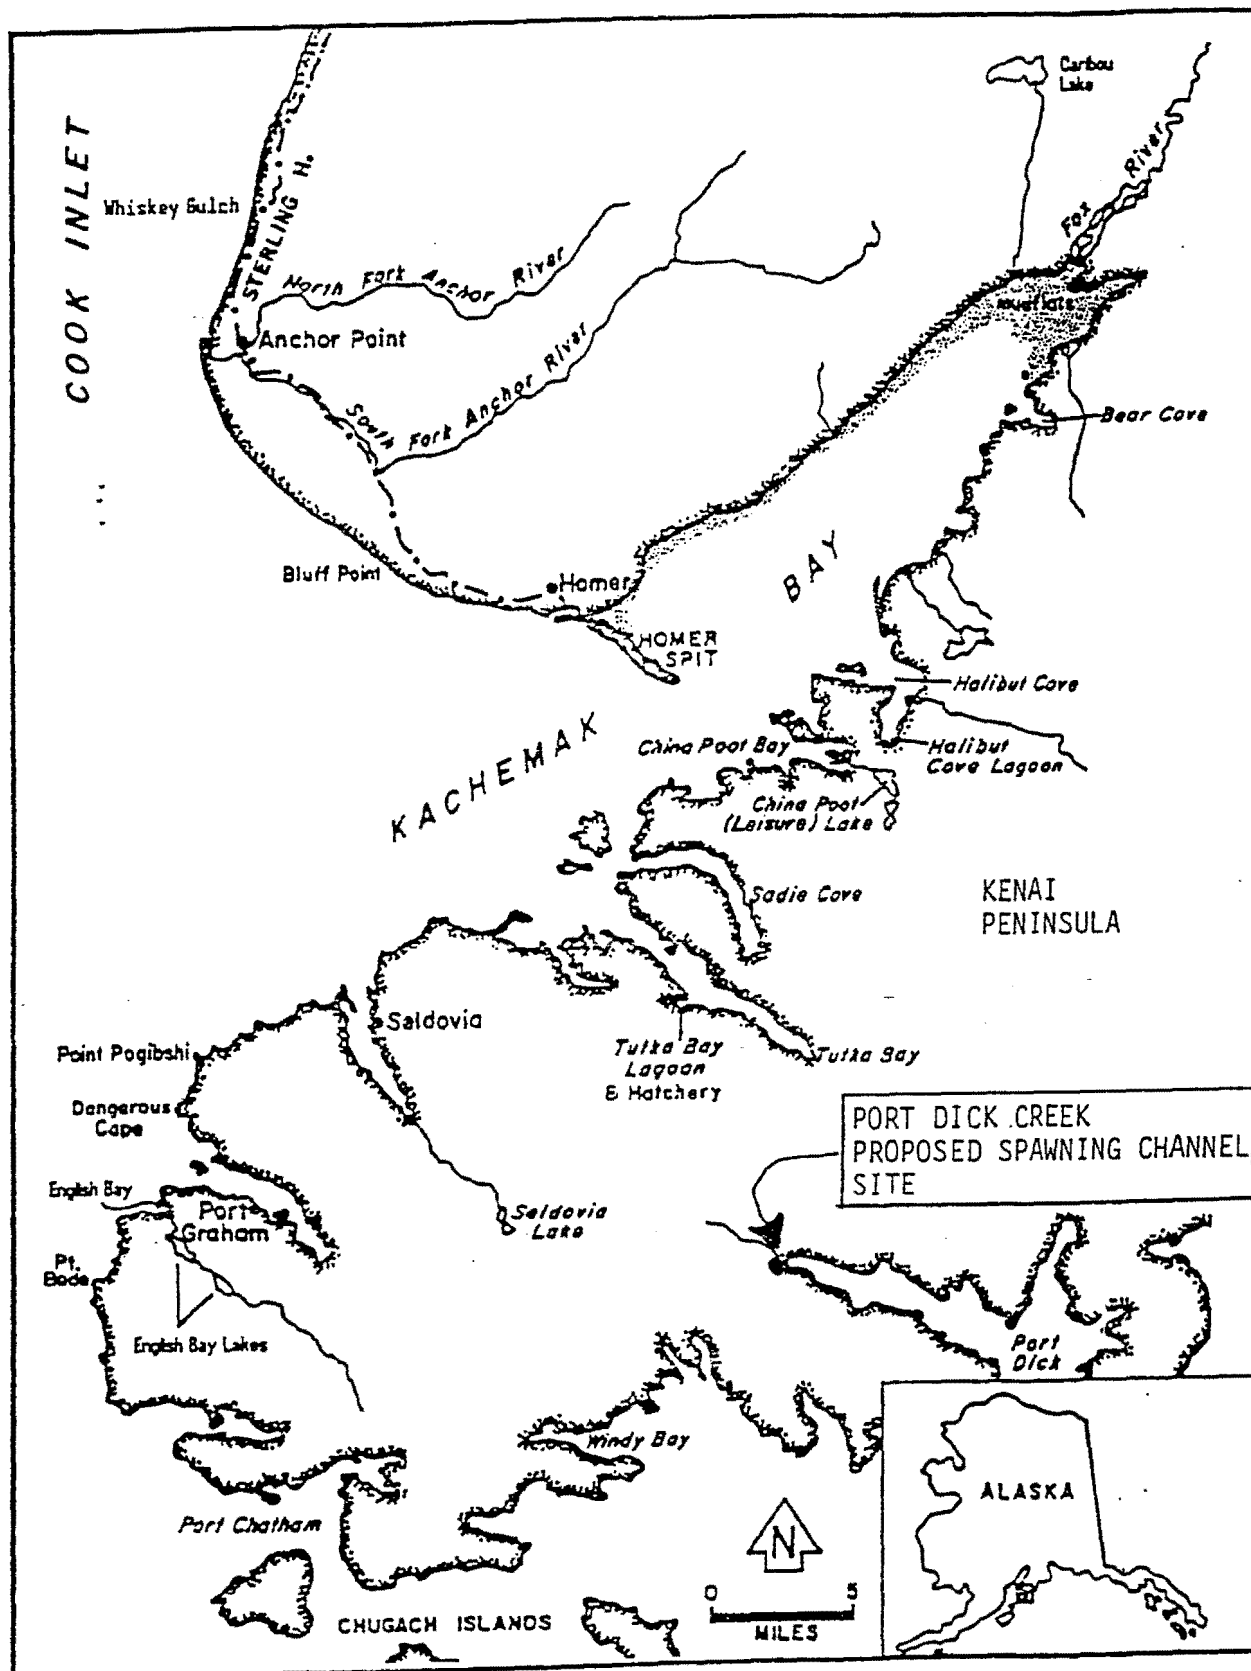 Caribou
Lake
COOK INLET
Whiskey Gulch
STERLING H.
Fox River
North Fork Anchor River
mudflats
Anchor Point
South Fork Anchor River
Bear Cove
Bluff Point
Homer
BAY
HOMER
SPIT
Halibut Cove
KACHEMAK
China Poot Bay
Halibut
Cove Lagoon
China Poot
(Leisure) Lake
Sadie Cove
KENAI
PENINSULA
Seldovia
Point Pogibshi
Tutka Bay
Lagoon
& Hatchery
Tutka Bay
Dangerous
Cape
PORT DICK CREEK
PROPOSED SPAWNING CHANNEL
SITE
English Bay
Port
Graham
Seldovia
Lake
Pt.
Bede
English Bay Lakes
Port
Dick
Windy Bay
ALASKA
Port Chatham
N
0 5
MILES
CHUGACH ISLANDS